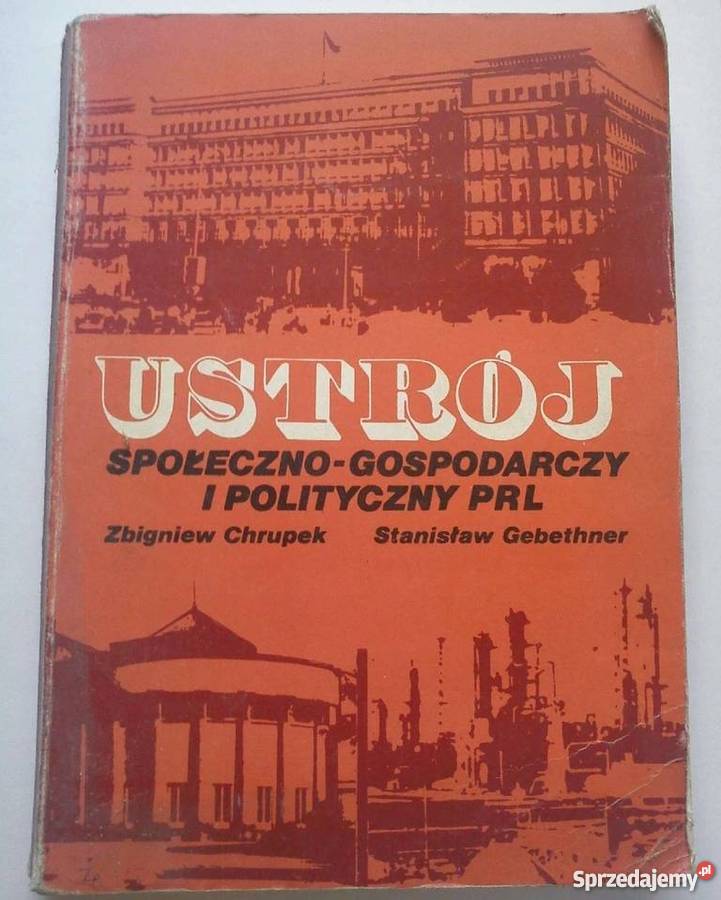 USTRÓJ
SPOŁECZNO-GOSPODARCZY
I POLITYCZNY PRL
Zbigniew Chrupek Stanisław Gebethner
Sprzedajemy.pl